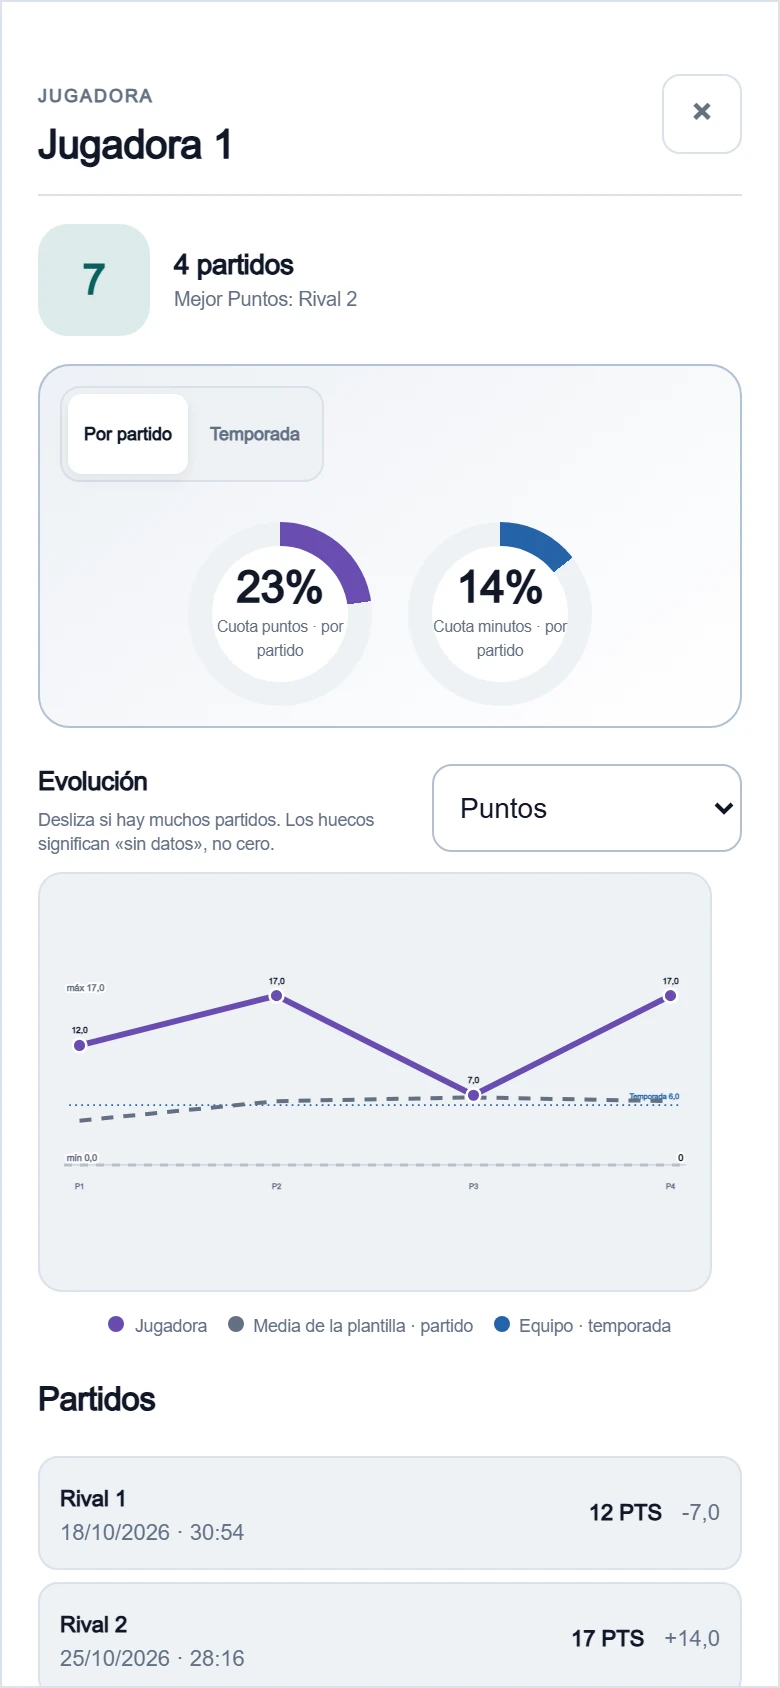 JUGADORA
Jugadora 1
×
7
4 partidos
Mejor Puntos: Rival 2
Por partido
Temporada
23%
Cuota puntos · por
partido
14%
Cuota minutos · por
partido
Evolución
Desliza si hay muchos partidos. Los huecos
significan «sin datos», no cero.
Puntos
máx 17,0
12,0
17,0
7,0
17,0
Temporada 6,0
mín 0,0
0
P1
P2
P3
P4
Jugadora
Media de la plantilla · partido
Equipo · temporada
Partidos
Rival 1
18/10/2026 · 30:54
12 PTS -7,0
Rival 2
25/10/2026 · 28:16
17 PTS +14,0